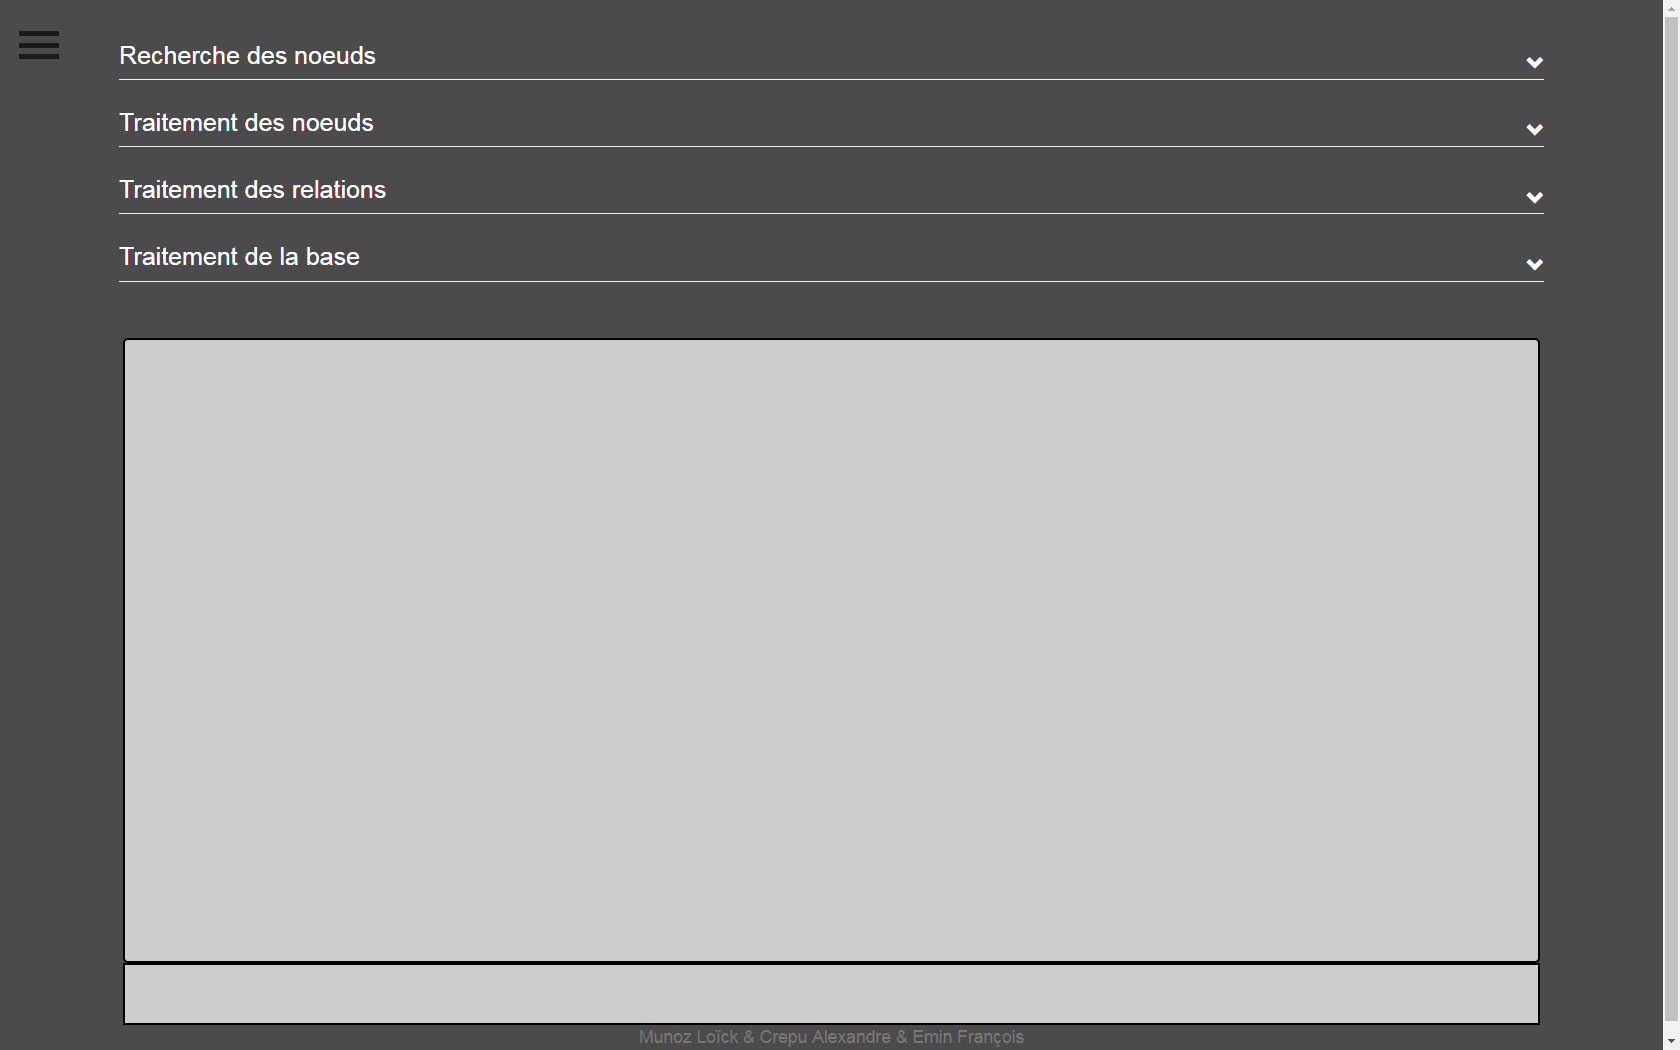 Recherche des noeuds
Traitement des noeuds
Traitement des relations
Traitement de la base
Munoz Loïck & Crepu Alexandre & Emin François